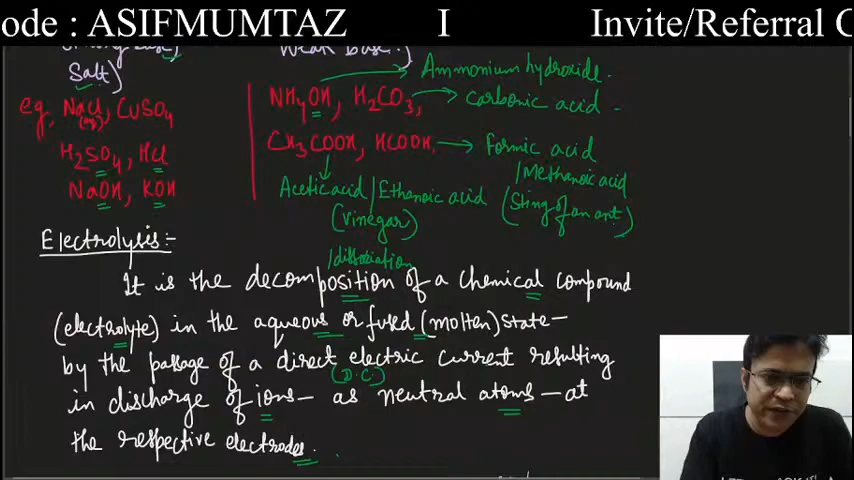 ode : ASIFMUMTAZ I Invite/Referral C
Salt)
Weak base.)
Ammonium hydroxide.
eg, NaCl, CuSO4
(aq)
NH4OH, H2CO3,
carbonic acid
H2SO4, HCl
CH3COOH, HCOOH,
Formic acid
NaOH, KOH
/Methanoic acid
Acetic acid/Ethanoic acid
(Sting of an ant)
(Vinegar)
Electrolysis:-
/dissociation
It is the decomposition of a chemical compound
(electrolyte) in the aqueous or fused (molten) state-
by the passage of a direct electric current resulting
(D.C.)
in discharge of ions- as neutral atoms - at
the respective electrodes.